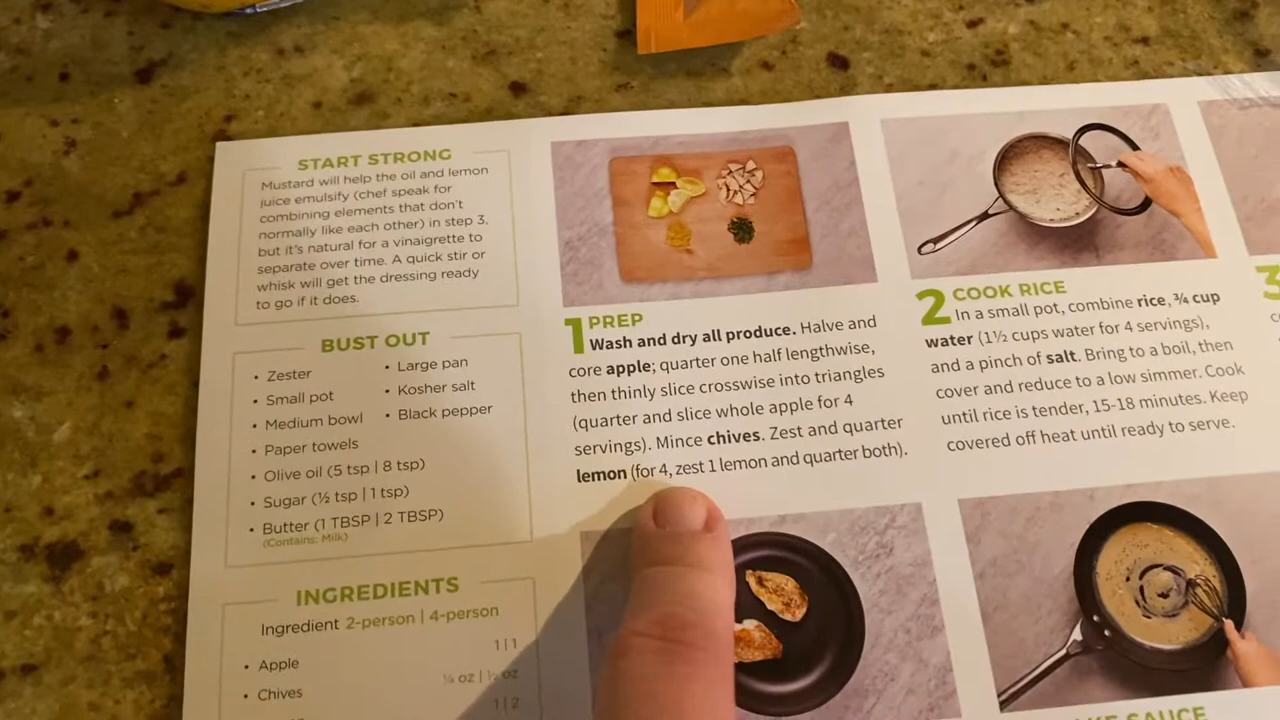 START STRONG
Mustard will help the oil and lemon
juice emulsify (chef speak for
combining elements that don't
normally like each other) in step 3,
but it's natural for a vinaigrette to
separate over time. A quick stir or
whisk will get the dressing ready
to go if it does.
BUST OUT
• Zester
• Small pot
• Medium bowl
• Paper towels
• Large pan
• Kosher salt
• Black pepper
• Olive oil (5 tsp | 8 tsp)
• Sugar (½ tsp | 1 tsp)
• Butter (1 TBSP | 2 TBSP)
(Contains: Milk)
INGREDIENTS
Ingredient 2-person | 4-person
• Apple 1 | 1
• Chives ¼ oz | ½ oz
1 | 2
1 PREP
Wash and dry all produce. Halve and
core apple; quarter one half lengthwise,
then thinly slice crosswise into triangles
(quarter and slice whole apple for 4
servings). Mince chives. Zest and quarter
lemon (for 4, zest 1 lemon and quarter both).
2 COOK RICE
In a small pot, combine rice, ¾ cup
water (1½ cups water for 4 servings),
and a pinch of salt. Bring to a boil, then
cover and reduce to a low simmer. Cook
until rice is tender, 15-18 minutes. Keep
covered off heat until ready to serve.
3
SAUCE